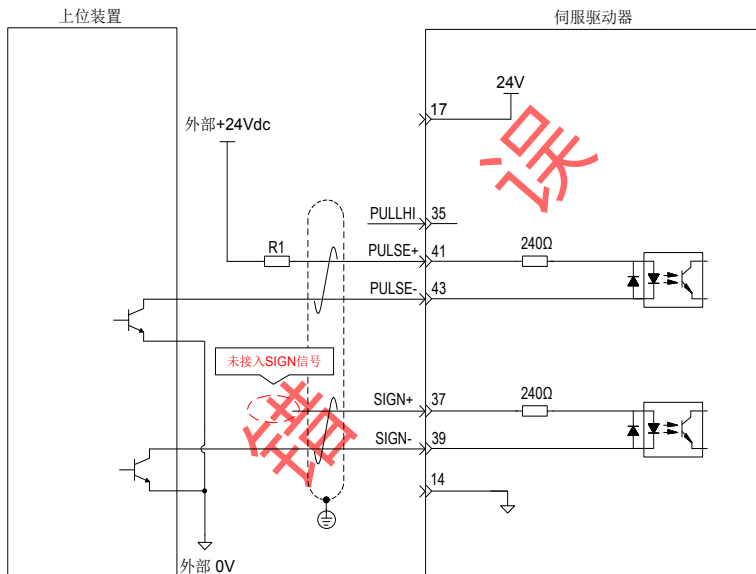 上位装置
伺服驱动器
24V
17
外部+24Vdc
误
PULLHI
35
R1
PULSE+
41
240Ω
PULSE-
43
未接入SIGN信号
SIGN+
37
240Ω
错
SIGN-
39
14
外部 0V